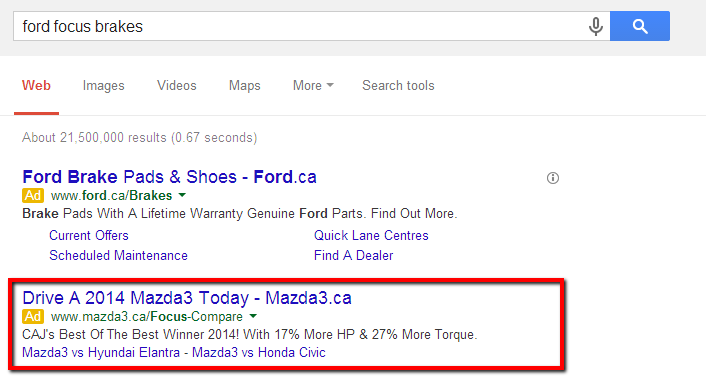 ford focus brakes
Web Images Videos Maps More Search tools
About 21,500,000 results (0.67 seconds)
Ford Brake Pads & Shoes - Ford.ca
Ad www.ford.ca/Brakes
Brake Pads With A Lifetime Warranty Genuine Ford Parts. Find Out More.
Current Offers Quick Lane Centres
Scheduled Maintenance Find A Dealer
Drive A 2014 Mazda3 Today - Mazda3.ca
Ad www.mazda3.ca/Focus-Compare
CAJ's Best Of The Best Winner 2014! With 17% More HP & 27% More Torque.
Mazda3 vs Hyundai Elantra - Mazda3 vs Honda Civic